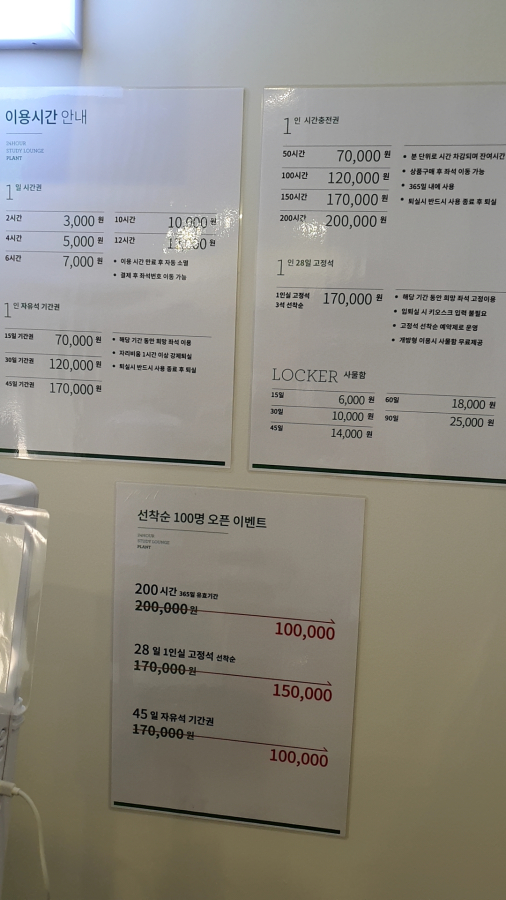 이용시간 안내
24HOUR
STUDY LOUNGE
PLANT
1일 시간권
2시간 3,000 원
4시간 5,000 원
6시간 7,000 원
10시간 10,000 원
12시간 원
• 이용 시간 만료 후 자동 소멸
• 결제 후 좌석번호 이동 가능
1인 자유석 기간권
15일 기간권 70,000 원
30일 기간권 120,000 원
45일 기간권 170,000 원
• 해당 기간 동안 희망 좌석 이용
• 자리비움 1시간 이상 강제퇴실
• 퇴실시 반드시 사용 종료 후 퇴실
1인 시간충전권
50시간 70,000 원
100시간 120,000 원
150시간 170,000 원
200시간 200,000 원
• 분 단위로 시간 차감되며 잔여시간
• 상품구매 후 좌석 이동 가능
• 365일 내에 사용
• 퇴실시 반드시 사용 종료 후 퇴실
1인 28일 고정석
1인실 고정석
3석 선착순
170,000 원
• 해당 기간 동안 희망 좌석 고정이용
• 입퇴실 시 키오스크 입력 불필요
• 고정석 선착순 예약제로 운영
• 개방형 이용시 사물함 무료제공
LOCKER 사물함
15일 6,000 원
30일 10,000 원
45일 14,000 원
60일 18,000 원
90일 25,000 원
선착순 100명 오픈 이벤트
24HOUR
STUDY LOUNGE
PLANT
200 시간 365일 유효기간
200,000 원
100,000
28 일 1인실 고정석 선착순
170,000 원
150,000
45 일 자유석 기간권
170,000 원
100,000